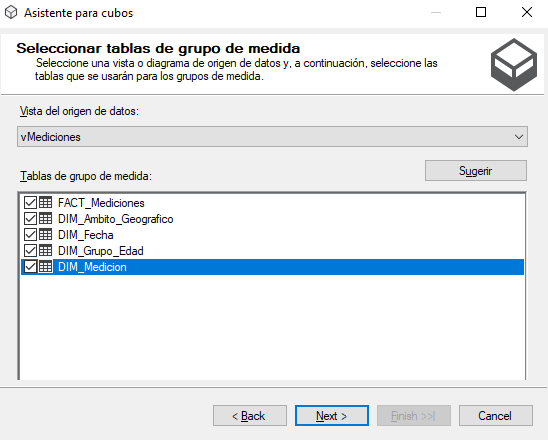 Asistente para cubos
Seleccionar tablas de grupo de medida
Seleccione una vista o diagrama de origen de datos y, a continuación, seleccione las
tablas que se usarán para los grupos de medida.
Vista del origen de datos:
vMediciones
Sugerir
Tablas de grupo de medida:
FACT_Mediciones
DIM_Ambito_Geografico
DIM_Fecha
DIM_Grupo_Edad
DIM_Medicion
< Back
Next >
Finish >>|
Cancel